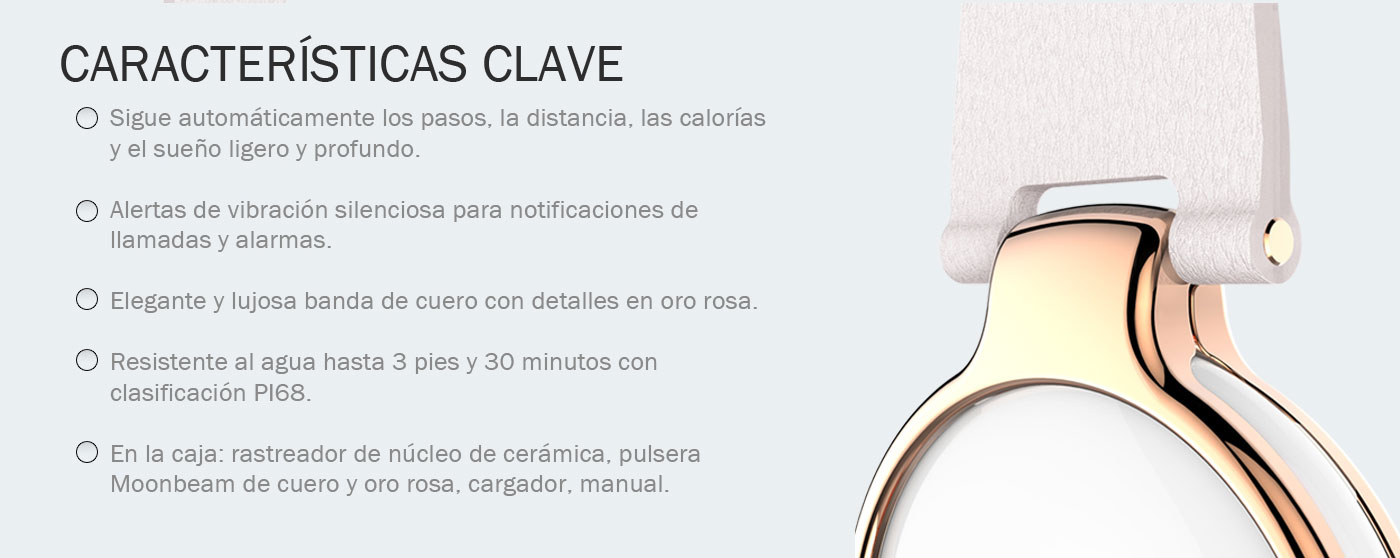 CARACTERÍSTICAS CLAVE
Sigue automáticamente los pasos, la distancia, las calorías
y el sueño ligero y profundo.
Alertas de vibración silenciosa para notificaciones de
llamadas y alarmas.
Elegante y lujosa banda de cuero con detalles en oro rosa.
Resistente al agua hasta 3 pies y 30 minutos con
clasificación PI68.
En la caja: rastreador de núcleo de cerámica, pulsera
Moonbeam de cuero y oro rosa, cargador, manual.